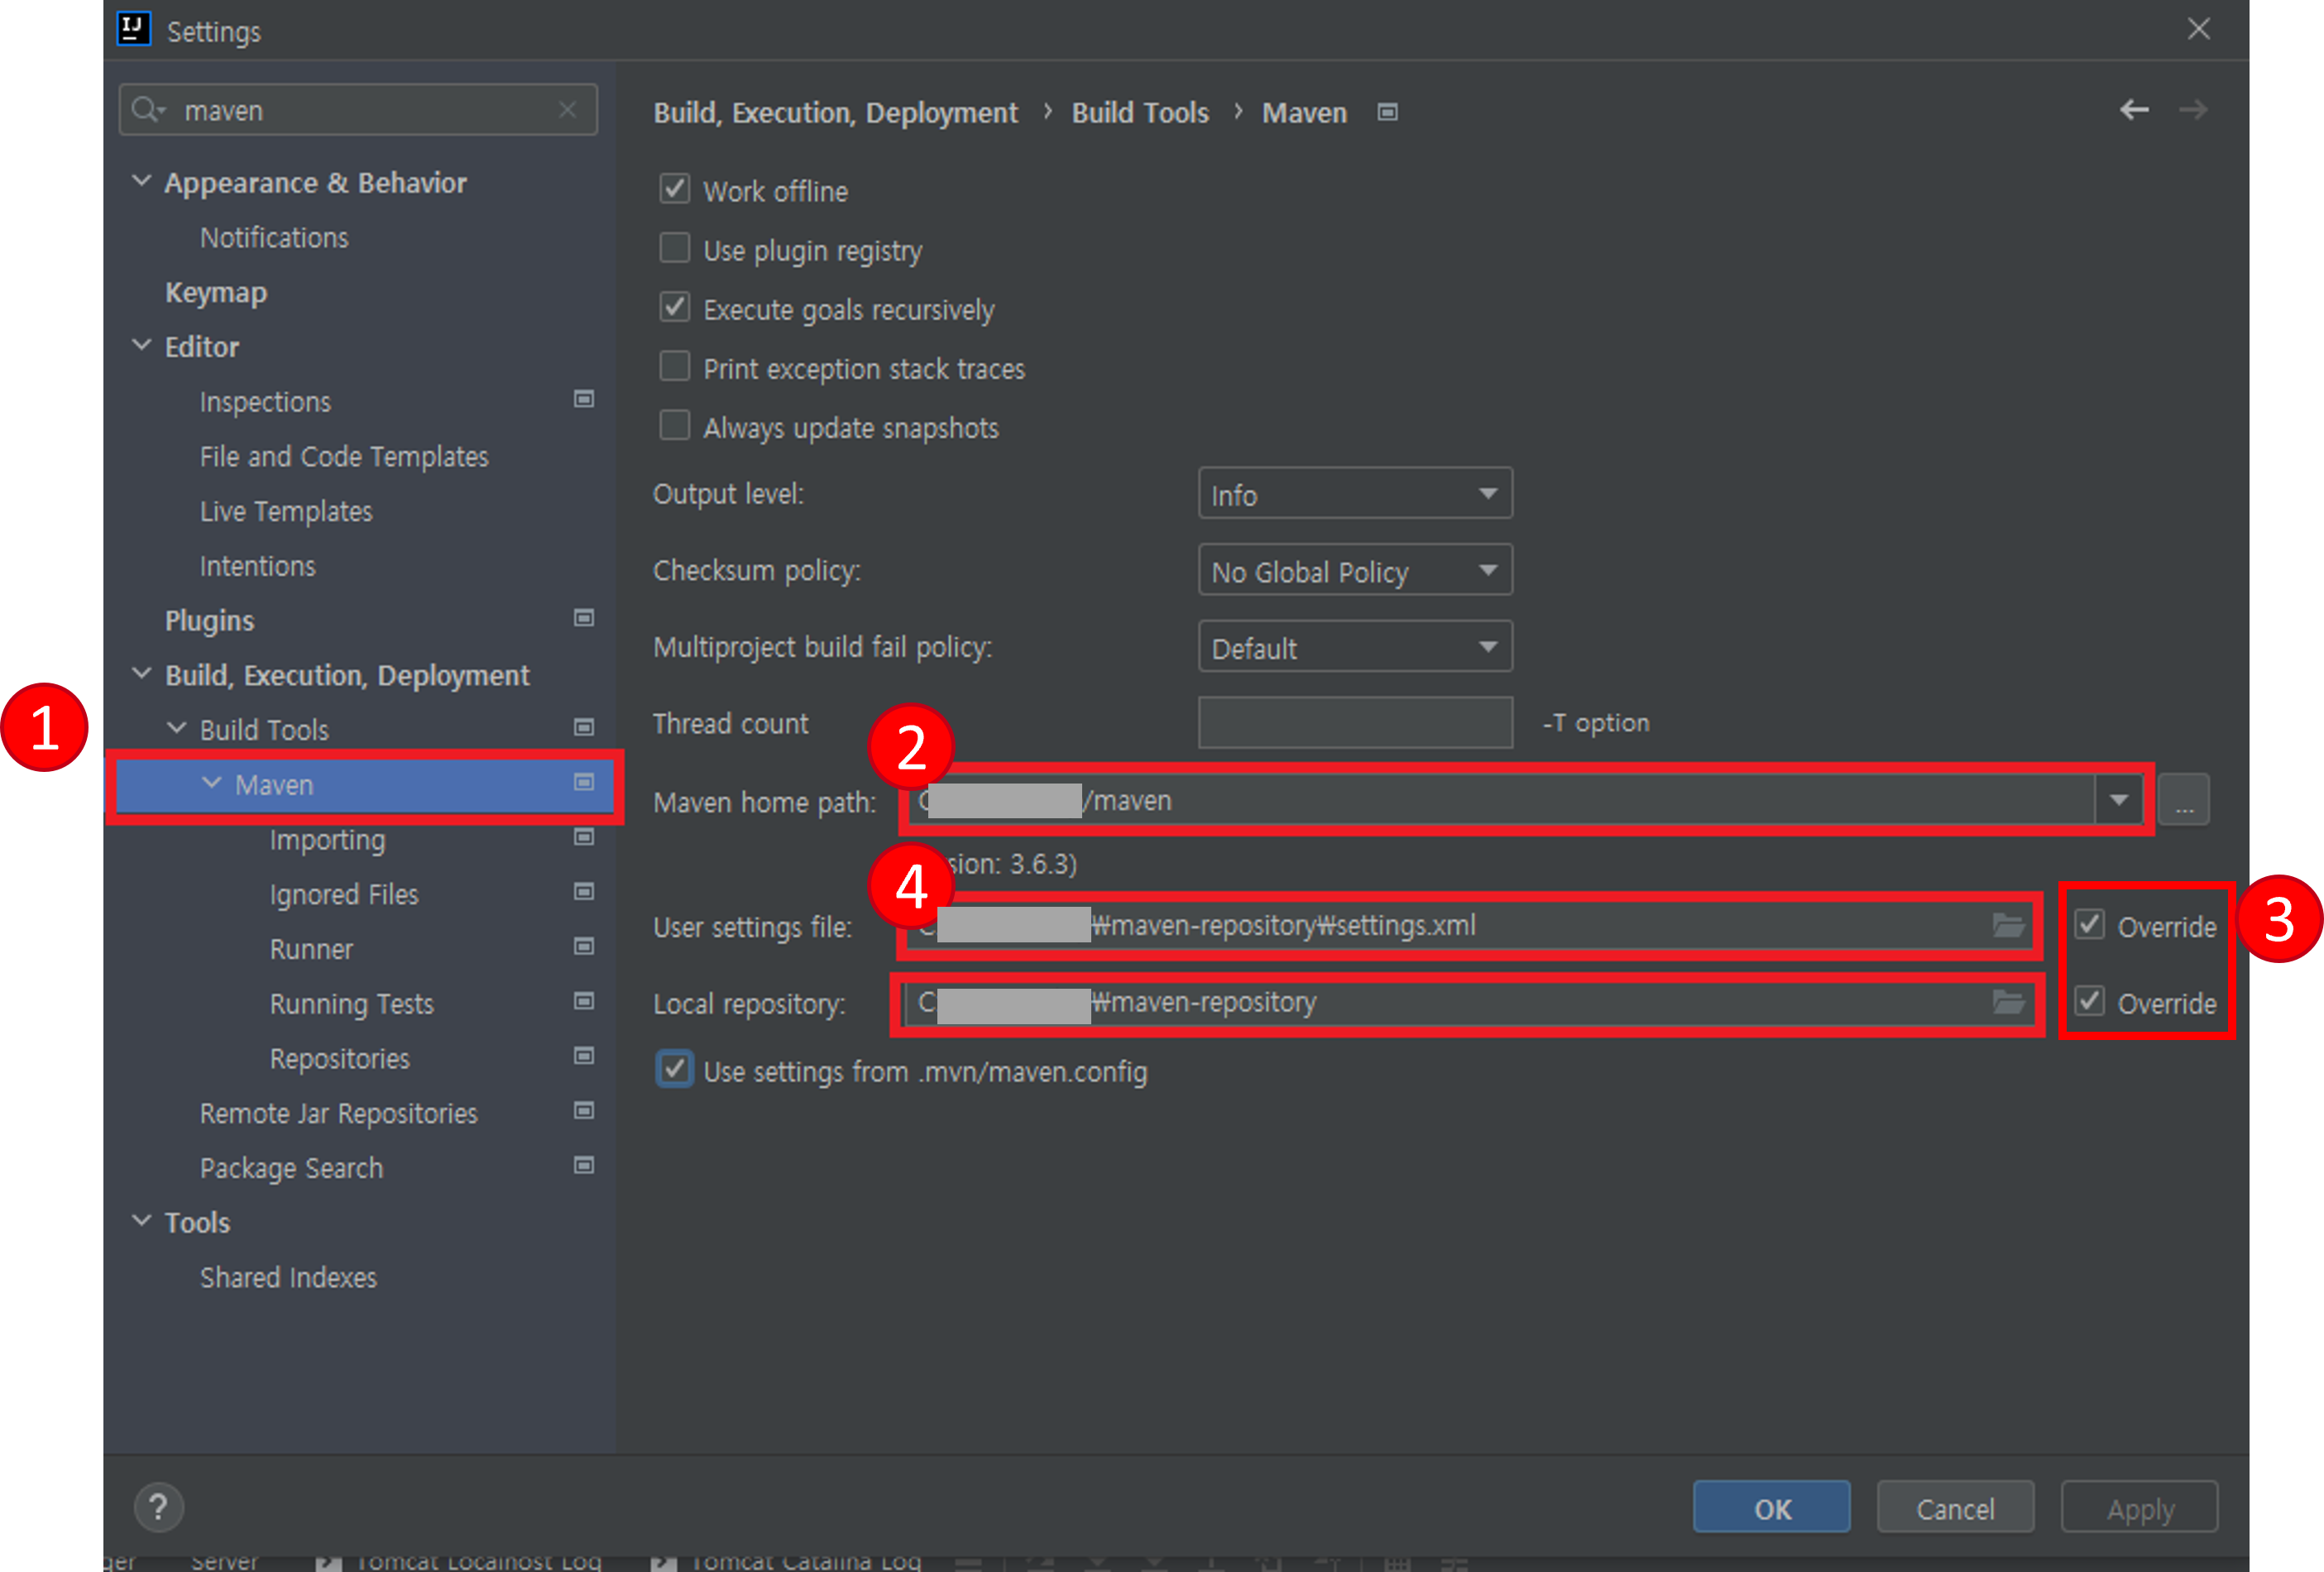 IJ
Settings
maven
Appearance & Behavior
Notifications
Keymap
Editor
Inspections
File and Code Templates
Live Templates
Intentions
Plugins
Build, Execution, Deployment
1
Build Tools
Maven
Importing
Ignored Files
Runner
Running Tests
Repositories
Remote Jar Repositories
Package Search
Tools
Shared Indexes
Build, Execution, Deployment › Build Tools › Maven
Work offline
Use plugin registry
Execute goals recursively
Print exception stack traces
Always update snapshots
Output level: Info
Checksum policy: No Global Policy
Multiproject build fail policy: Default
Thread count -T option
2
Maven home path: /maven ...
sion: 3.6.3)
4
User settings file: ₩maven-repository₩settings.xml Override
3
Local repository: C ₩maven-repository Override
Use settings from .mvn/maven.config
? OK Cancel Apply
Server Tomcat Localhost Log Tomcat Catalina Log